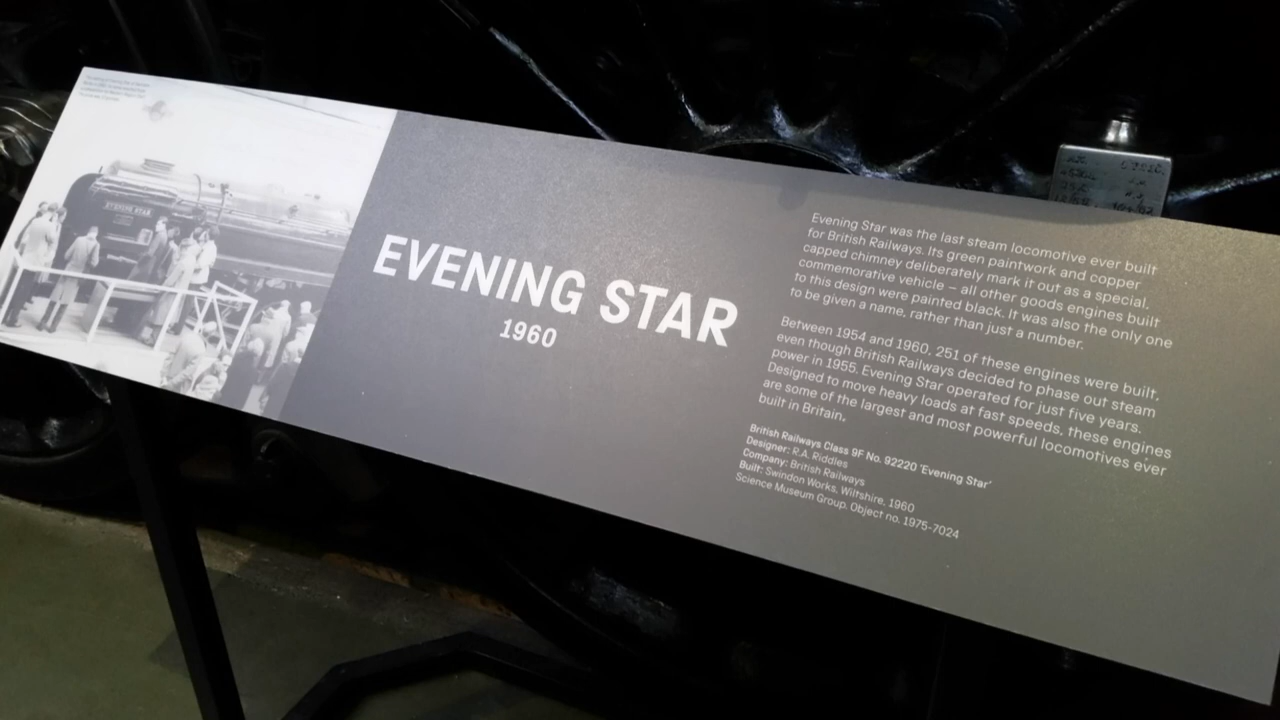 EVENING STAR
EVENING STAR
1960
Evening Star was the last steam locomotive ever built
for British Railways. Its green paintwork and copper
capped chimney deliberately mark it out as a special,
commemorative vehicle – all other goods engines built
to this design were painted black. It was also the only one
to be given a name, rather than just a number.
Between 1954 and 1960, 251 of these engines were built,
even though British Railways decided to phase out steam
power in 1955. Evening Star operated for just five years.
Designed to move heavy loads at fast speeds, these engines
are some of the largest and most powerful locomotives ever
built in Britain.
British Railways Class 9F No. 92220 'Evening Star'
Designer: R.A. Riddles
Company: British Railways
Built: Swindon Works, Wiltshire, 1960
Science Museum Group. Object no. 1975-7024